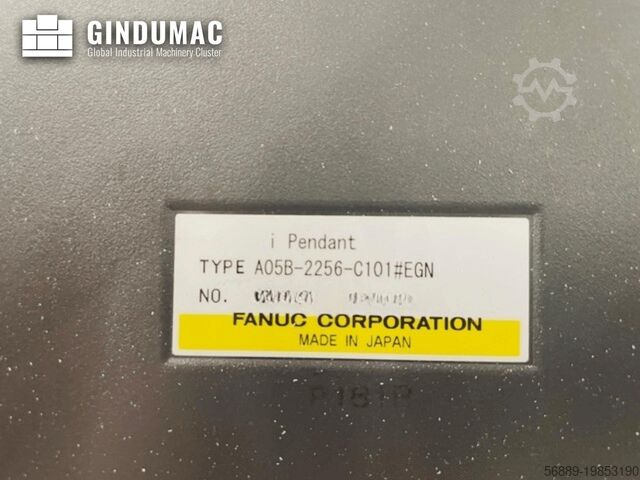 GINDUMAC
Global Industrial Machinery Cluster
i Pendant
TYPE A05B-2256-C101#EGN
NO.
FANUC CORPORATION
MADE IN JAPAN
56889-19853190